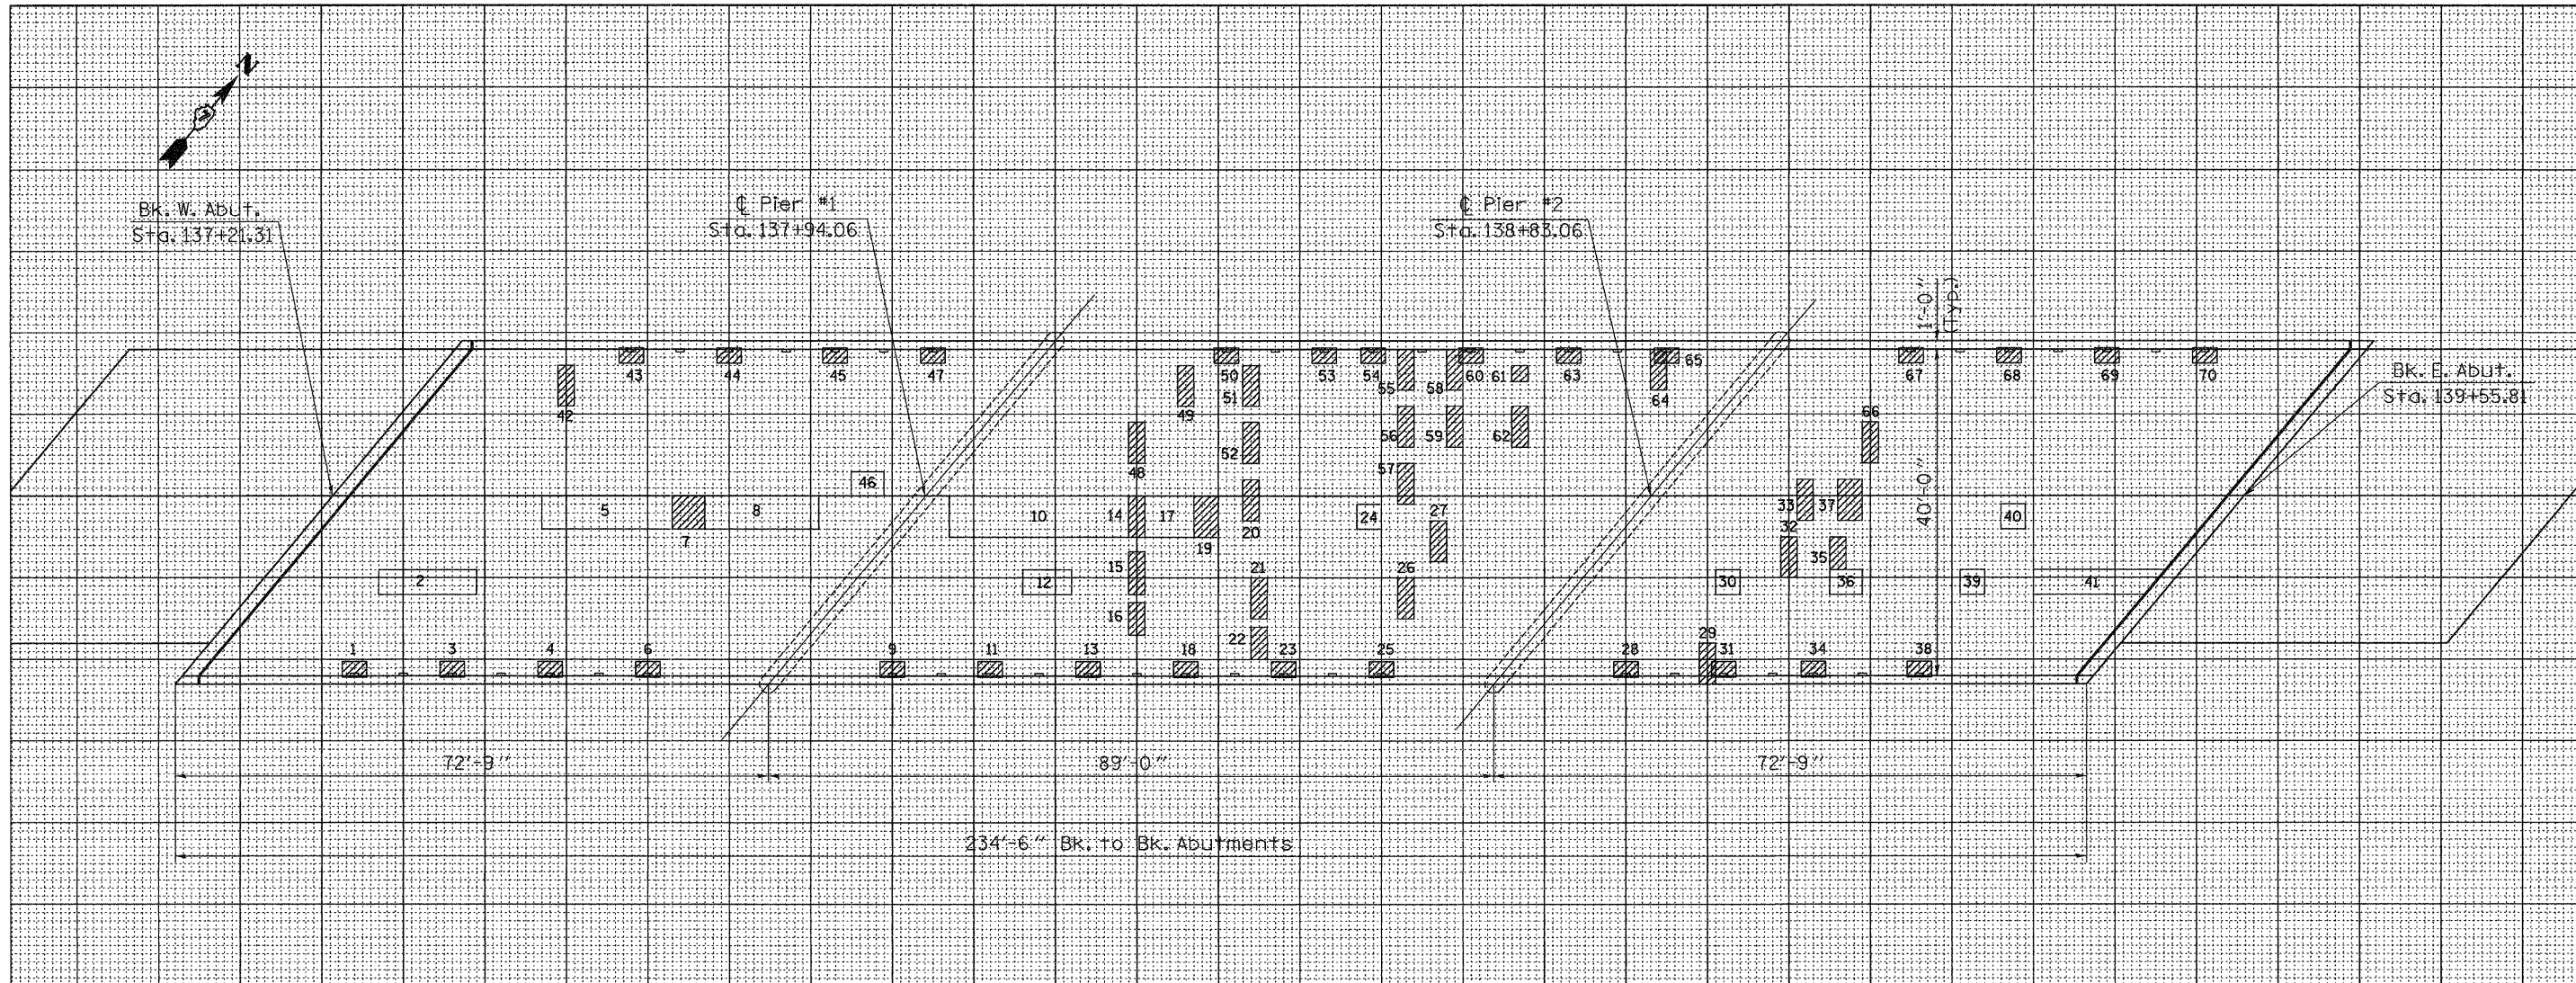 N
Bk. W. Abut.
Sta. 137+21.31
℄ Pier #1
Sta. 137+94.06
℄ Pier #2
Sta. 138+83.06
1'-0"
(Typ.)
Bk. E. Abut.
Sta. 139+55.81
43 44 45 47 50 53 54 55 58 60 61 63 65 67 68 69 70
42 49 51 64
48 52 56 59 62 66
46 57
5 7 8 10 14 17 19 20 24 27 33 37 40
40'-0"
32
2 12 15 21 26 30 35 36 39 41
16 22
1 3 4 6 9 11 13 18 23 25 28 29 31 34 38
72'-9" 89'-0" 72'-9"
234'-6" Bk. to Bk. Abutments